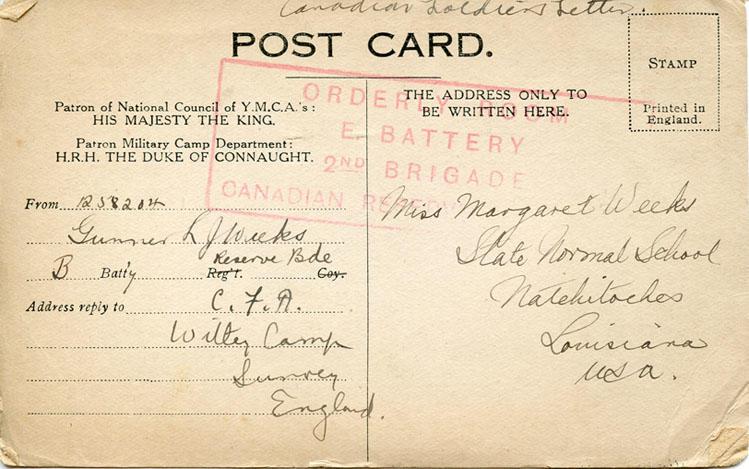 Canadian Soldiers Letter.
POST CARD.
STAMP
Printed in
England.
Patron of National Council of Y.M.C.A.'s :
HIS MAJESTY THE KING.
Patron Military Camp Department:
H.R.H. THE DUKE OF CONNAUGHT.
THE ADDRESS ONLY TO
BE WRITTEN HERE.
ORDERLY ROOM
E. BATTERY
2ND BRIGADE
CANADIAN
From 1258204
Gunner L J Weeks
Reserve Bde
B Batt'y Reg't. Coy.
Address reply to C.F.A.
Witley Camp
Surrey
England.
Miss Margaret Weeks
State Normal School
Natchitoches
Louisiana
USA.